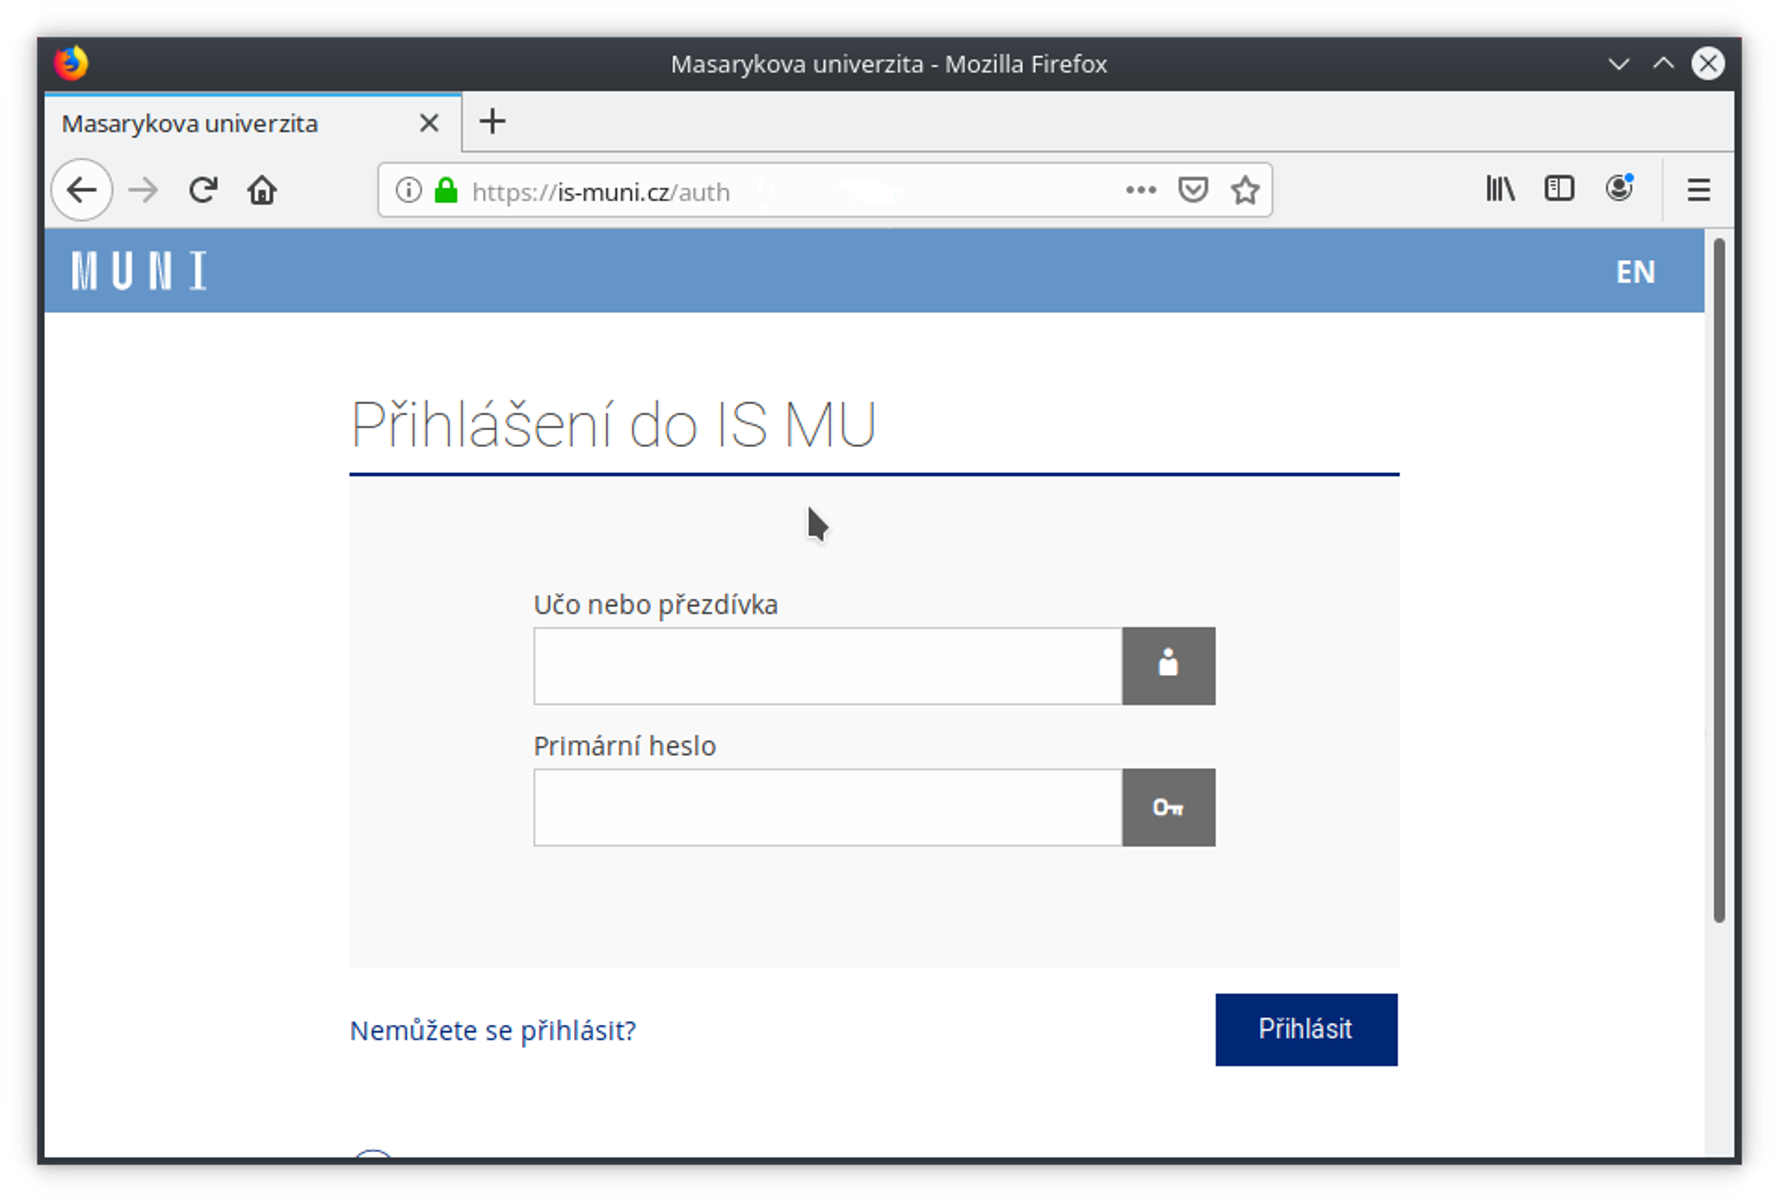 Masarykova univerzita - Mozilla Firefox
Masarykova univerzita
https://is-muni.cz/auth
MUNI
EN
Přihlášení do IS MU
Učo nebo přezdívka
Primární heslo
Nemůžete se přihlásit?
Přihlásit